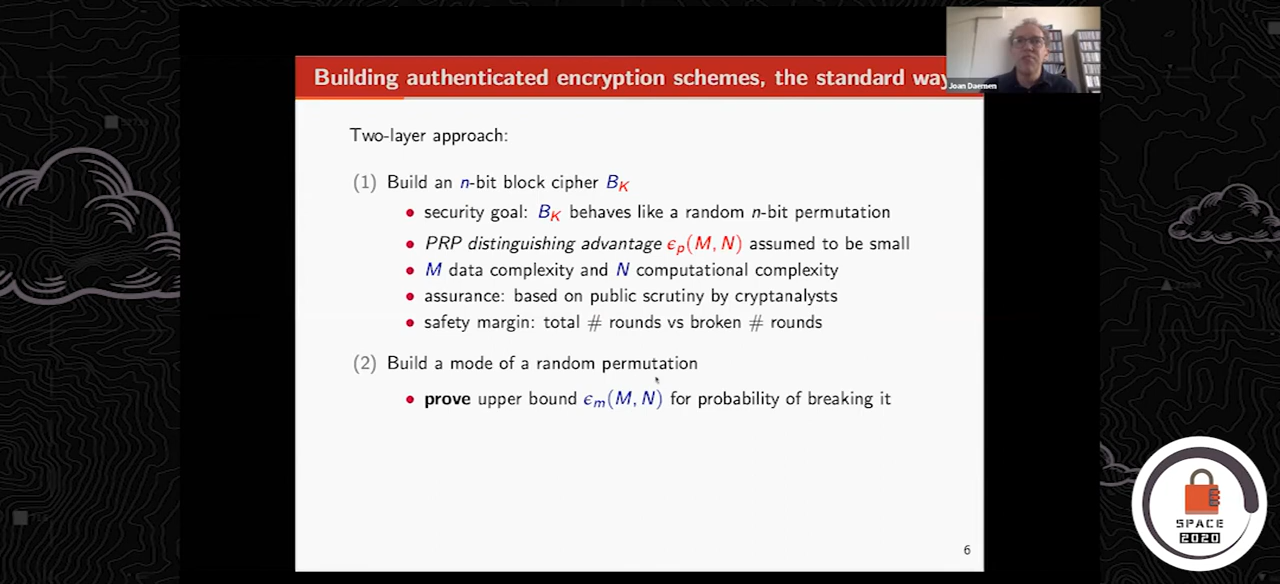 Building authenticated encryption schemes, the standard way
Joan Daemen
Two-layer approach:
(1) Build an n-bit block cipher B_K
• security goal: B_K behaves like a random n-bit permutation
• PRP distinguishing advantage ϵ_p(M, N) assumed to be small
• M data complexity and N computational complexity
• assurance: based on public scrutiny by cryptanalysts
• safety margin: total # rounds vs broken # rounds
(2) Build a mode of a random permutation
• prove upper bound ϵ_m(M, N) for probability of breaking it
6
SPACE
2020